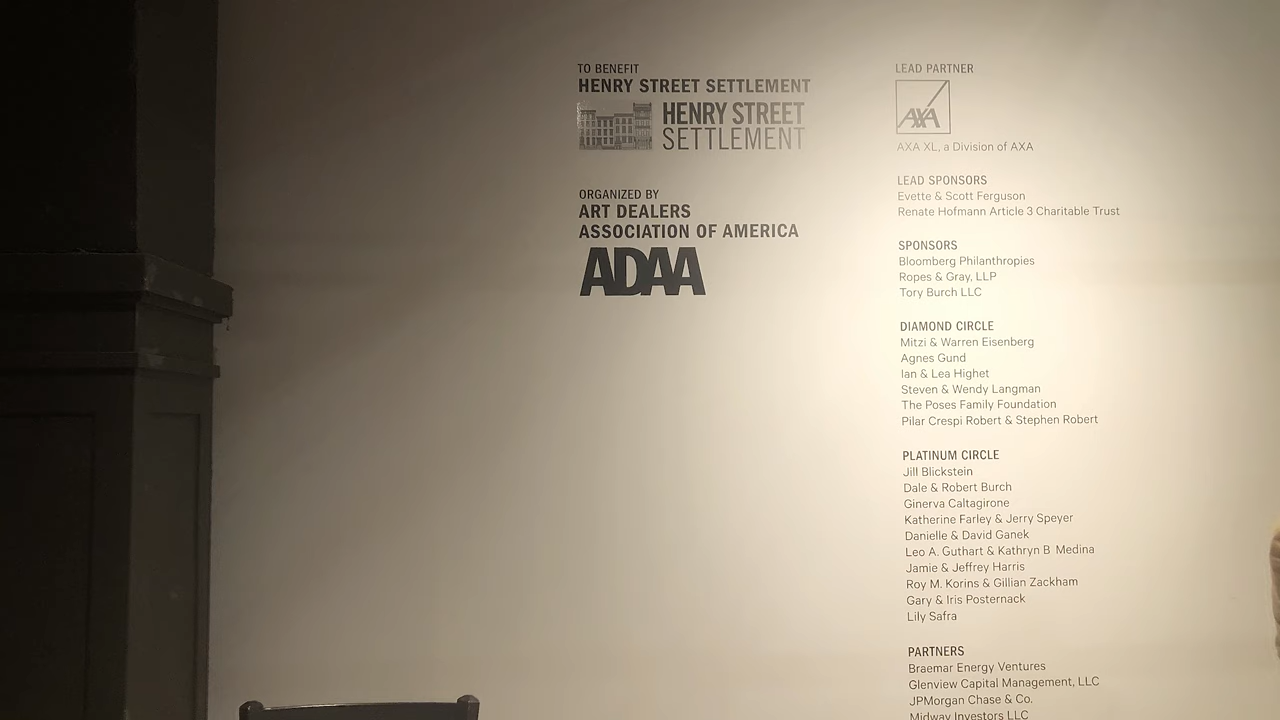 TO BENEFIT
HENRY STREET SETTLEMENT
HENRY STREET
SETTLEMENT
ORGANIZED BY
ART DEALERS
ASSOCIATION OF AMERICA
ADAA
LEAD PARTNER
AXA
AXA XL, a Division of AXA
LEAD SPONSORS
Evette & Scott Ferguson
Renate Hofmann Article 3 Charitable Trust
SPONSORS
Bloomberg Philanthropies
Ropes & Gray, LLP
Tory Burch LLC
DIAMOND CIRCLE
Mitzi & Warren Eisenberg
Agnes Gund
Ian & Lea Highet
Steven & Wendy Langman
The Poses Family Foundation
Pilar Crespi Robert & Stephen Robert
PLATINUM CIRCLE
Jill Blickstein
Dale & Robert Burch
Ginerva Caltagirone
Katherine Farley & Jerry Speyer
Danielle & David Ganek
Leo A. Guthart & Kathryn B Medina
Jamie & Jeffrey Harris
Roy M. Korins & Gillian Zackham
Gary & Iris Posternack
Lily Safra
PARTNERS
Braemar Energy Ventures
Glenview Capital Management, LLC
JPMorgan Chase & Co.
Midway Investors LLC